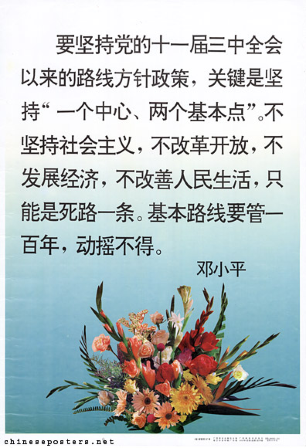 要坚持党的十一届三中全会
以来的路线方针政策，关键是坚
持“一个中心、两个基本点”。不
坚持社会主义，不改革开放，不
发展经济，不改善人民生活，只
能是死路一条。基本路线要管一
百年，动摇不得。
邓小平
chineseposters.net